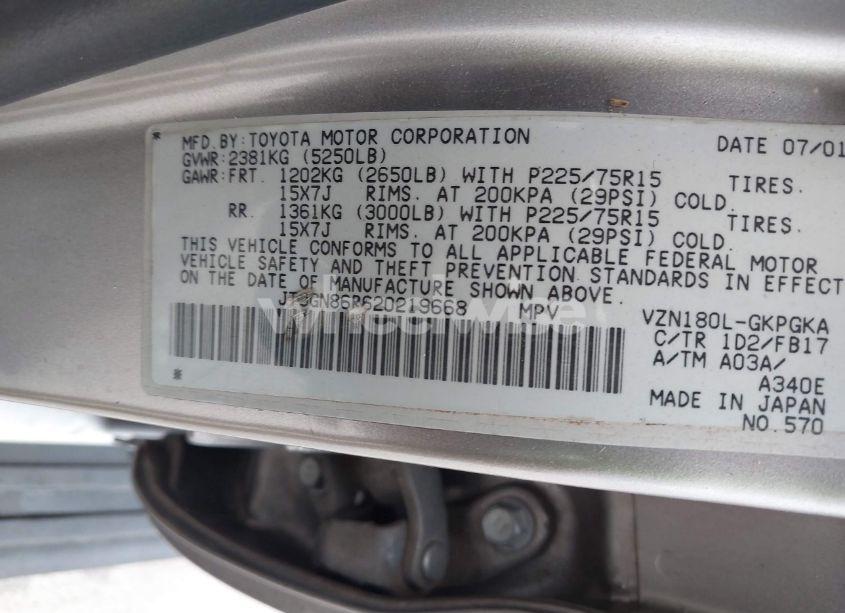 MFD. BY: TOYOTA MOTOR CORPORATION DATE 07/01
GVWR: 2381KG (5250LB)
GAWR: FRT. 1202KG (2650LB) WITH P225/75R15 TIRES.
15X7J RIMS. AT 200KPA (29PSI) COLD.
RR. 1361KG (3000LB) WITH P225/75R15 TIRES.
15X7J RIMS. AT 200KPA (29PSI) COLD.
THIS VEHICLE CONFORMS TO ALL APPLICABLE FEDERAL MOTOR
VEHICLE SAFETY AND THEFT PREVENTION STANDARDS IN EFFECT
ON THE DATE OF MANUFACTURE SHOWN ABOVE.
JT3GN86R620219668 MPV
wheelwise
VZN180L-GKPGKA
C/TR 1D2/FB17
A/TM A03A/
A340E
MADE IN JAPAN
NO. 570